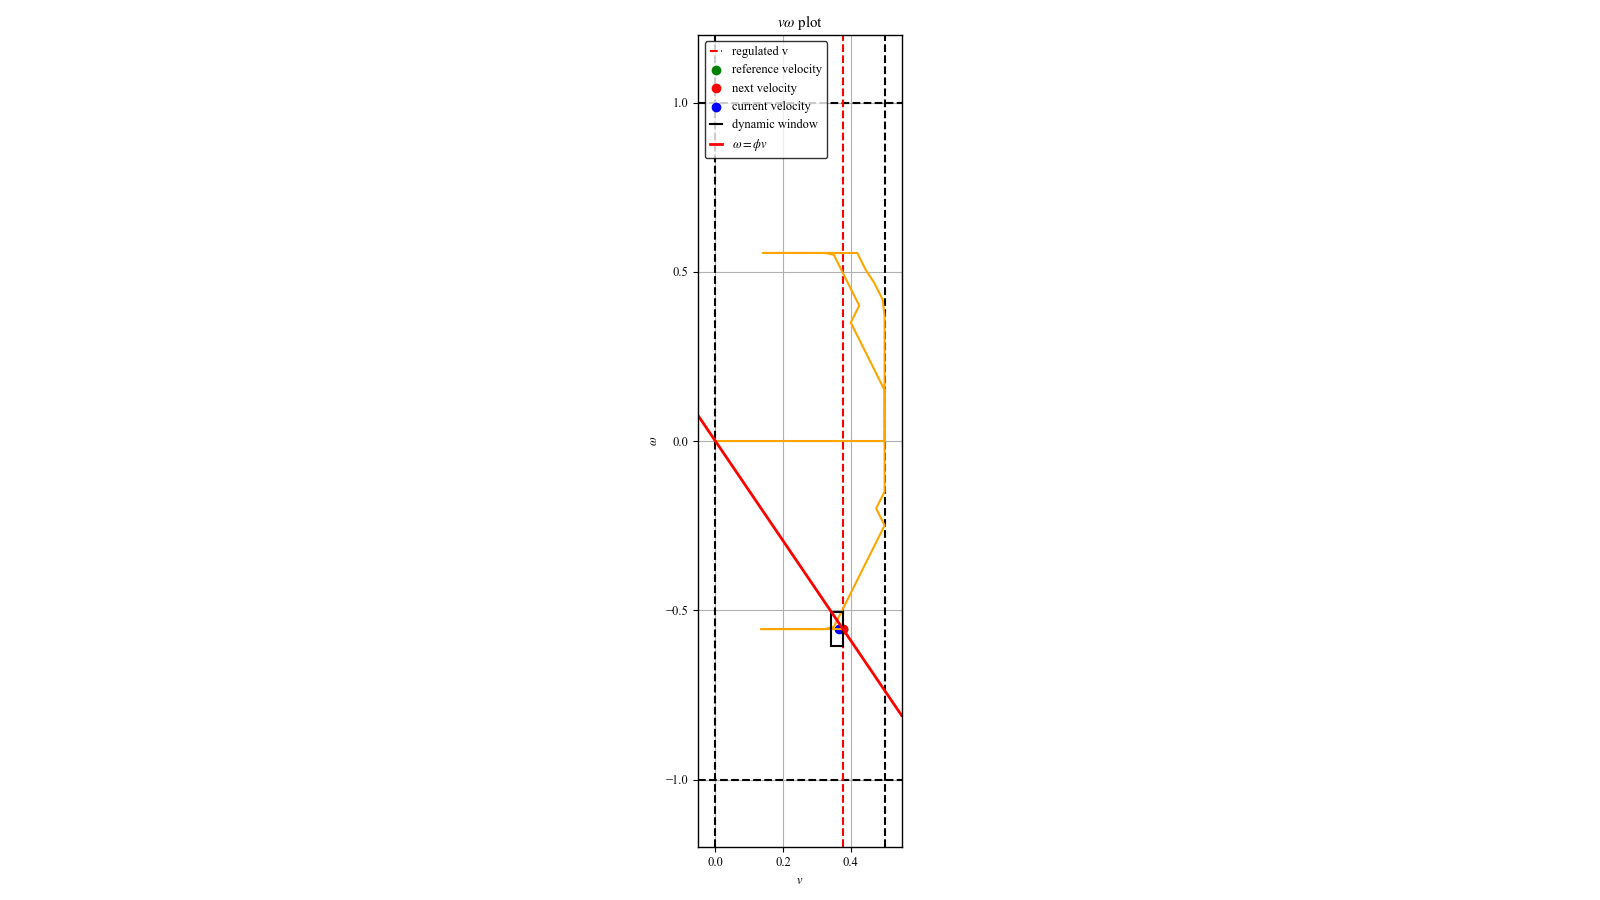 vω plot
regulated v
reference velocity
next velocity
current velocity
dynamic window
ω = ϕv
1.0
0.5
0.0
−0.5
−1.0
ω
0.0 0.2 0.4
v